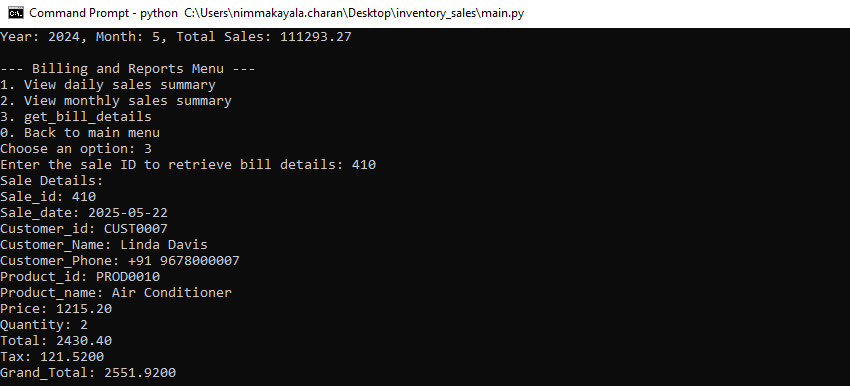 Command Prompt - python C:\Users\nimmakayala.charan\Desktop\inventory_sales\main.py
Year: 2024, Month: 5, Total Sales: 111293.27
--- Billing and Reports Menu ---
1. View daily sales summary
2. View monthly sales summary
3. get_bill_details
0. Back to main menu
Choose an option: 3
Enter the sale ID to retrieve bill details: 410
Sale Details:
Sale_id: 410
Sale_date: 2025-05-22
Customer_id: CUST0007
Customer_Name: Linda Davis
Customer_Phone: +91 9678000007
Product_id: PROD0010
Product_name: Air Conditioner
Price: 1215.20
Quantity: 2
Total: 2430.40
Tax: 121.5200
Grand_Total: 2551.9200